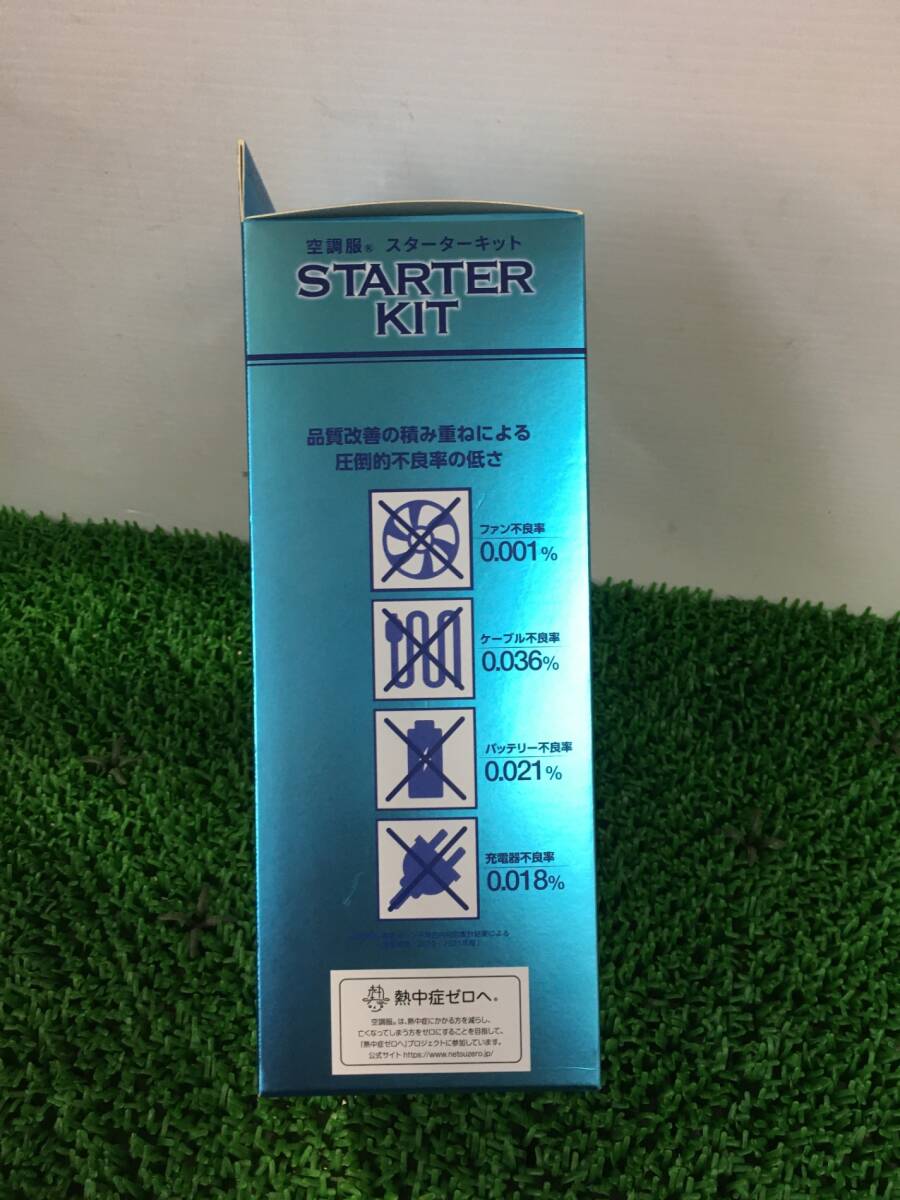 空調服® スターターキット
STARTER
KIT
品質改善の積み重ねによる
圧倒的不良率の低さ
ファン不良率
0.001%
ケーブル不良率
0.036%
バッテリー不良率
0.021%
充電器不良率
0.018%
熱中症ゼロへ。
空調服®は、熱中症にかかる方を減らし、
亡くなってしまう方をゼロにすることを目指して、
「熱中症ゼロへ」プロジェクトに参加しています。
公式サイト https://www.netsuzero.jp/